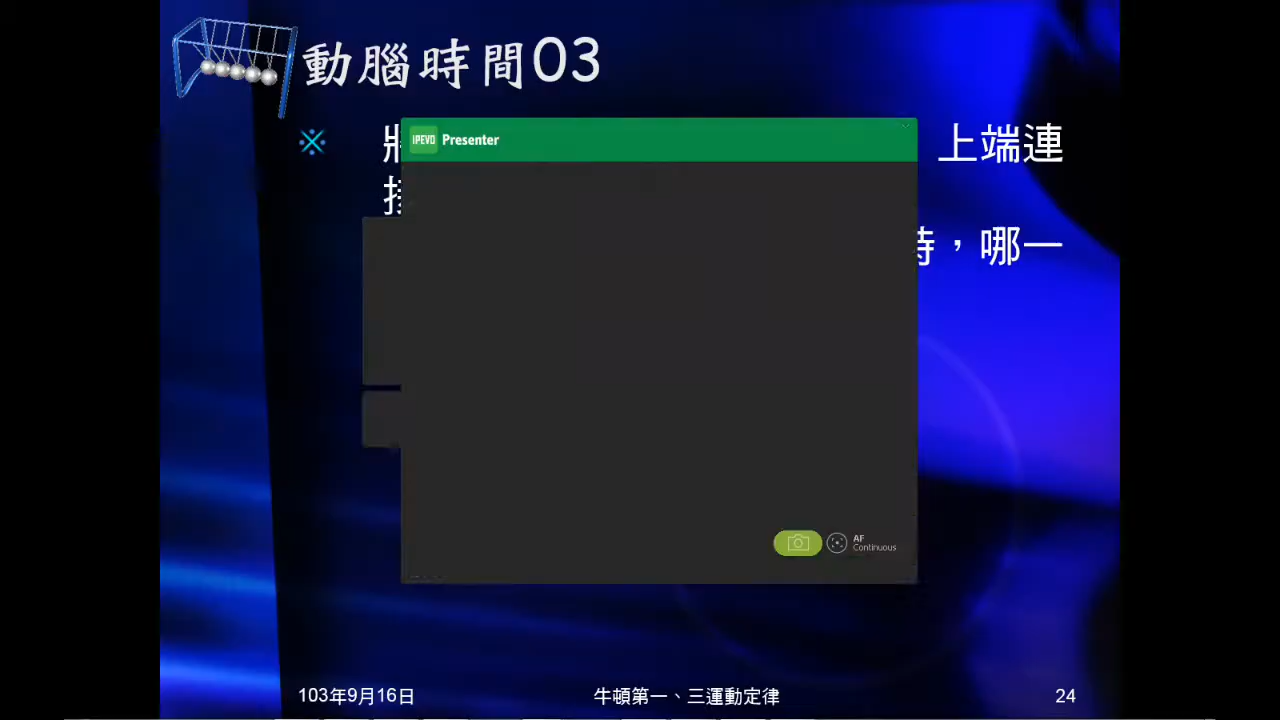 動腦時間03
IPEVO Presenter
※ 上端連
時，哪一
AF
Continuous
103年9月16日 牛頓第一、三運動定律 24